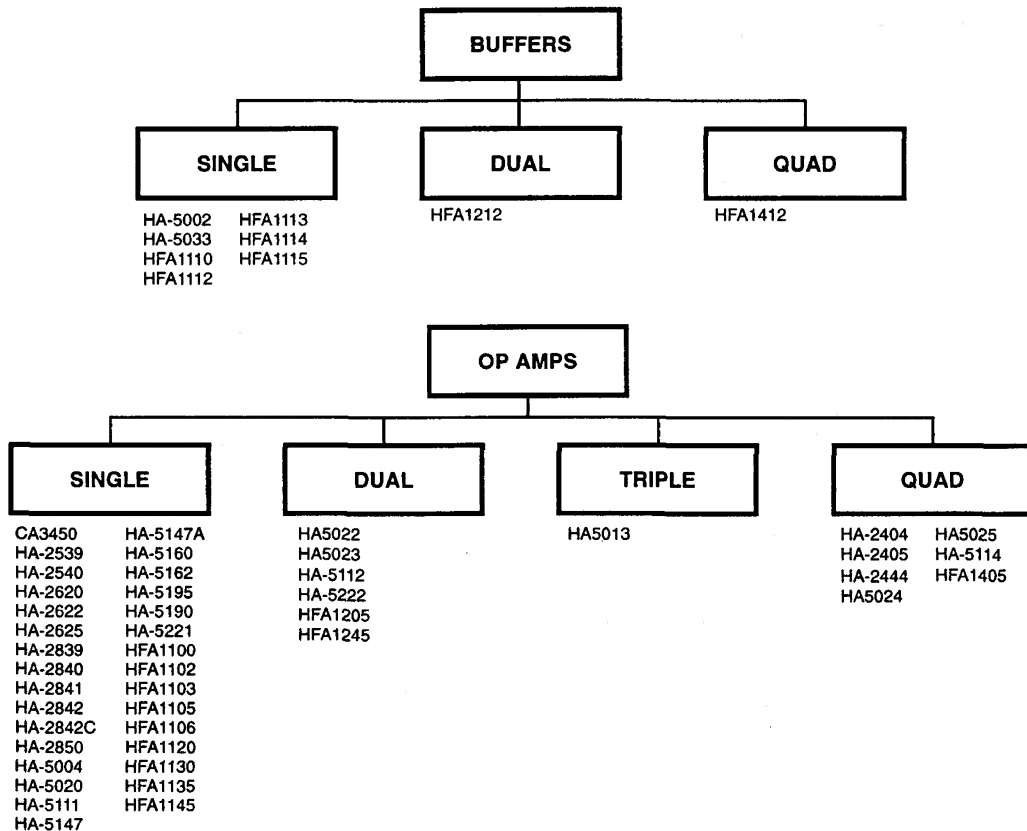 BUFFERS
SINGLE
DUAL
QUAD
HA-5002 HFA1113
HA-5033 HFA1114
HFA1110 HFA1115
HFA1112
HFA1212
HFA1412
OP AMPS
SINGLE
DUAL
TRIPLE
QUAD
CA3450 HA-5147A
HA-2539 HA-5160
HA-2540 HA-5162
HA-2620 HA-5195
HA-2622 HA-5190
HA-2625 HA-5221
HA-2839 HFA1100
HA-2840 HFA1102
HA-2841 HFA1103
HA-2842 HFA1105
HA-2842C HFA1106
HA-2850 HFA1120
HA-5004 HFA1130
HA-5020 HFA1135
HA-5111 HFA1145
HA-5147
HA5022
HA5023
HA-5112
HA-5222
HFA1205
HFA1245
HA5013
HA-2404 HA5025
HA-2405 HA-5114
HA-2444 HFA1405
HA5024